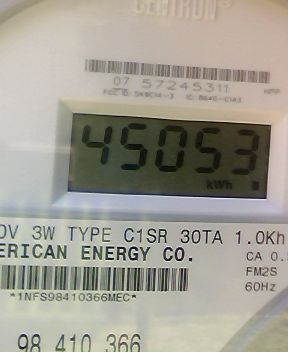 CENTRON®
07 57245311
45053
kWh
0V 3W TYPE C1SR 30TA 1.0Kh
ERICAN ENERGY CO.
CA 0.
FM2S
*1NFS98410366MEC*
60Hz
98 410 366